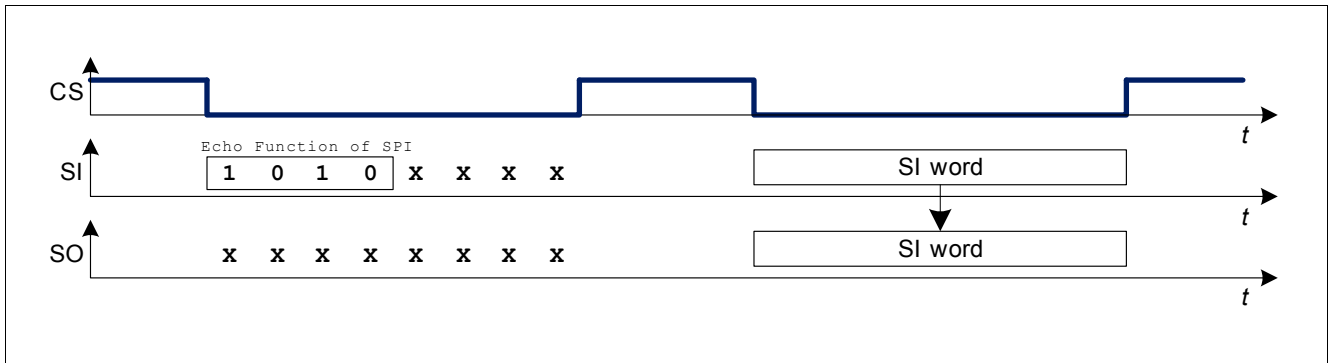 CS
t
Echo Function of SPI
SI 1 0 1 0 x x x x SI word
t
SO x x x x x x x x SI word
t